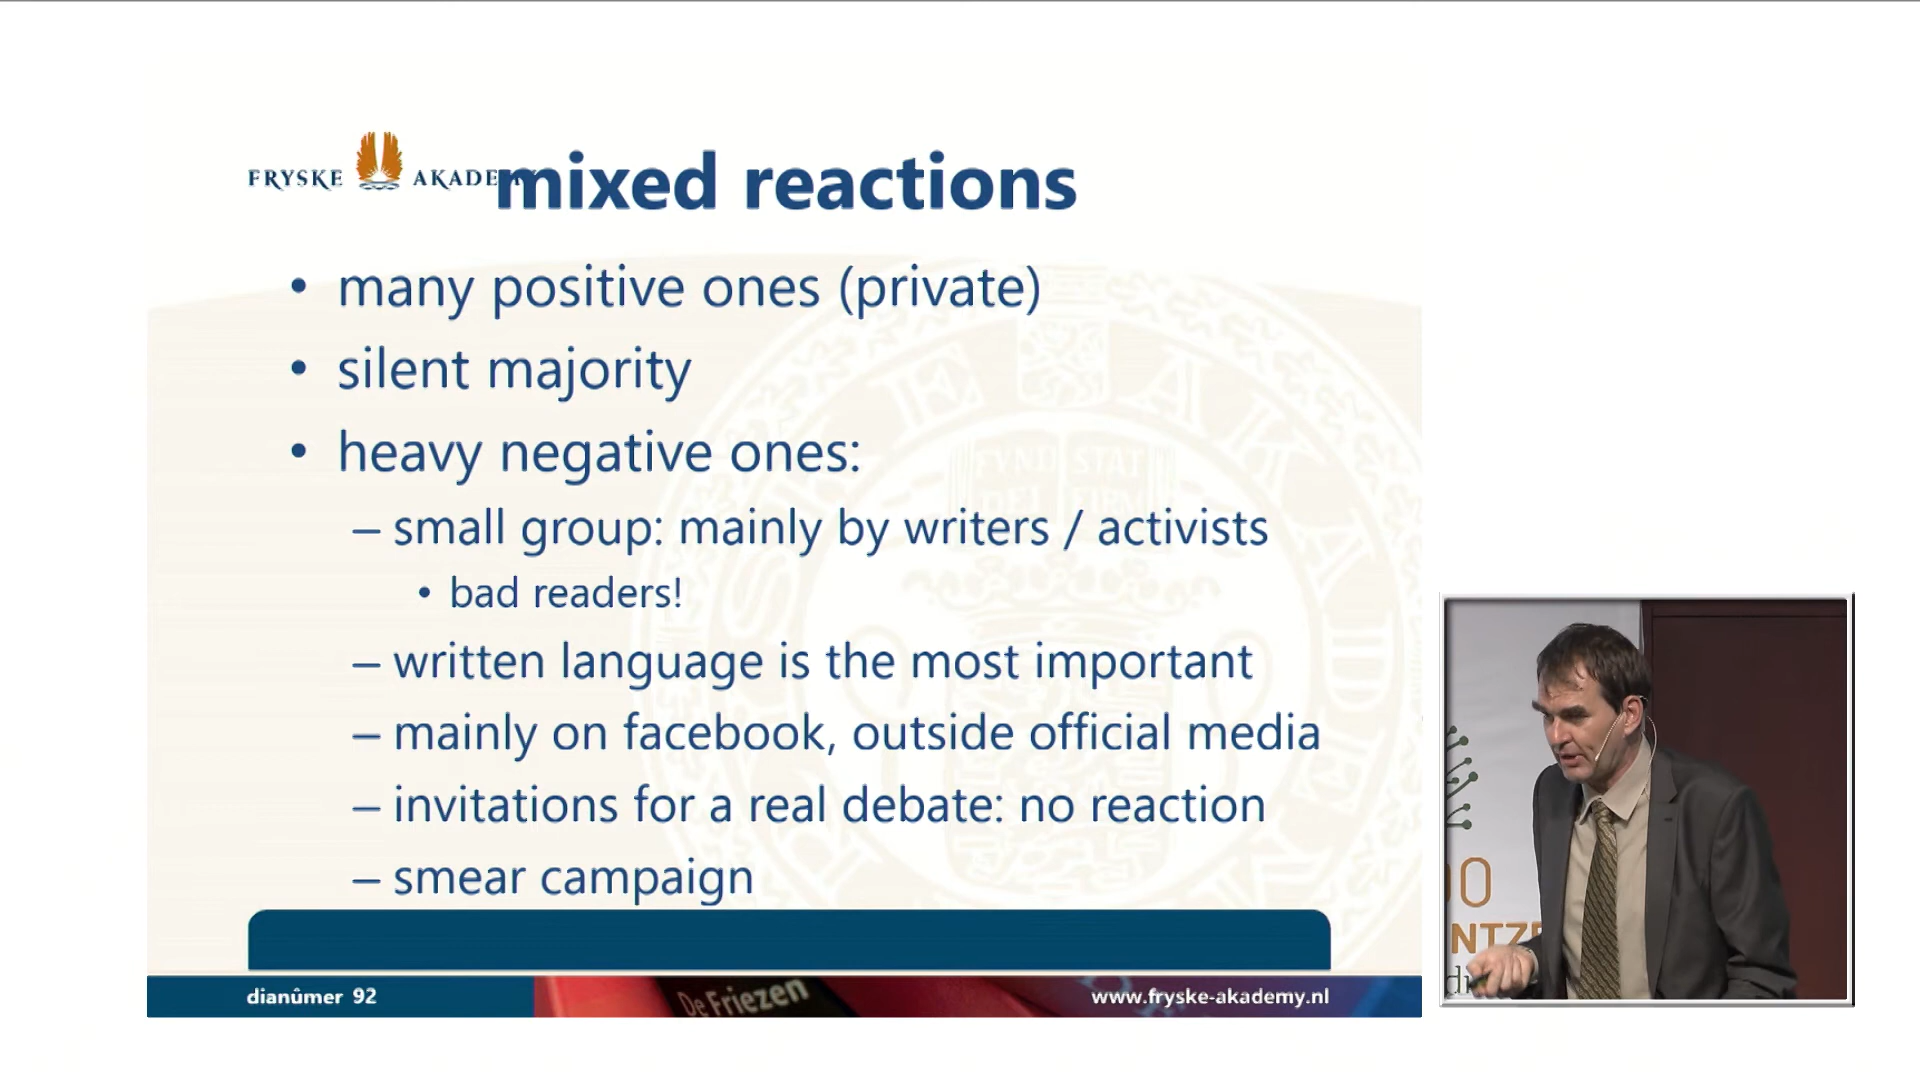 FRYSKE AKADE
mixed reactions
• many positive ones (private)
• silent majority
• heavy negative ones:
– small group: mainly by writers / activists
• bad readers!
– written language is the most important
– mainly on facebook, outside official media
– invitations for a real debate: no reaction
– smear campaign
dianûmer 92
De Friezen
www.fryske-akademy.nl
NTZE